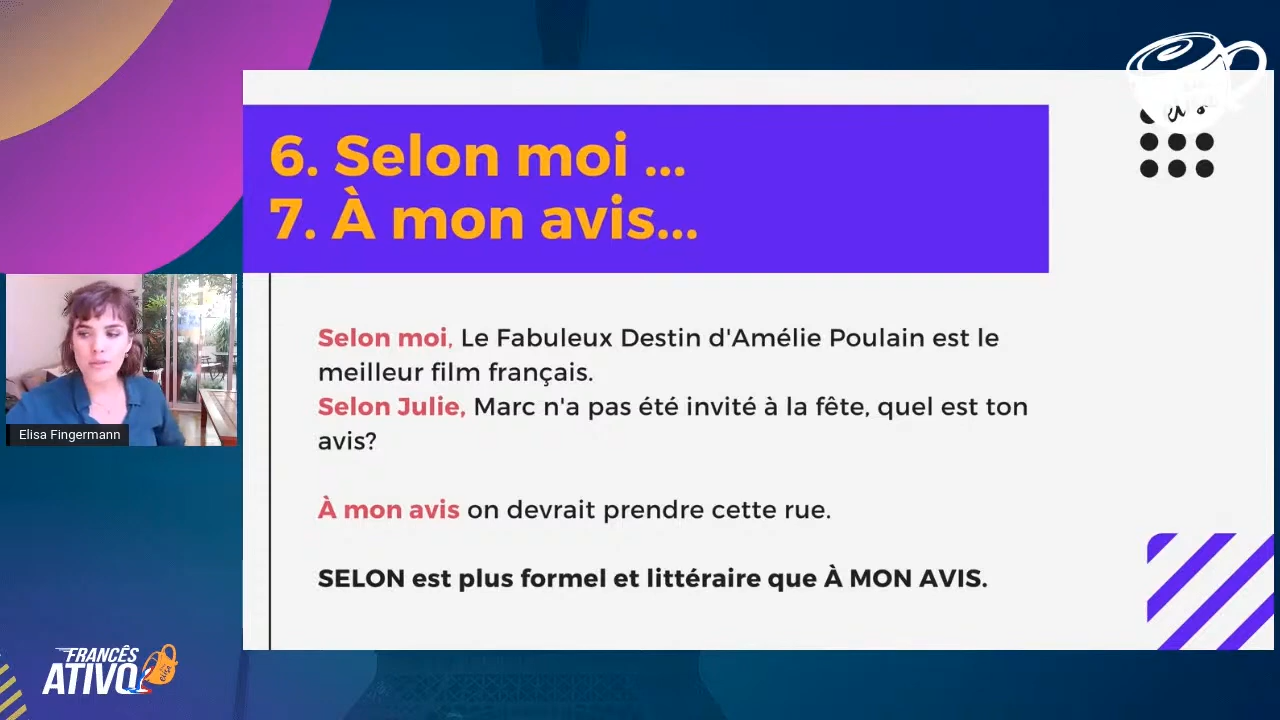 6. Selon moi ...
7. À mon avis...
Selon moi, Le Fabuleux Destin d'Amélie Poulain est le
meilleur film français.
Selon Julie, Marc n'a pas été invité à la fête, quel est ton
avis?
À mon avis on devrait prendre cette rue.
SELON est plus formel et littéraire que À MON AVIS.
Elisa Fingermann
FRANCÊS
ATIVO